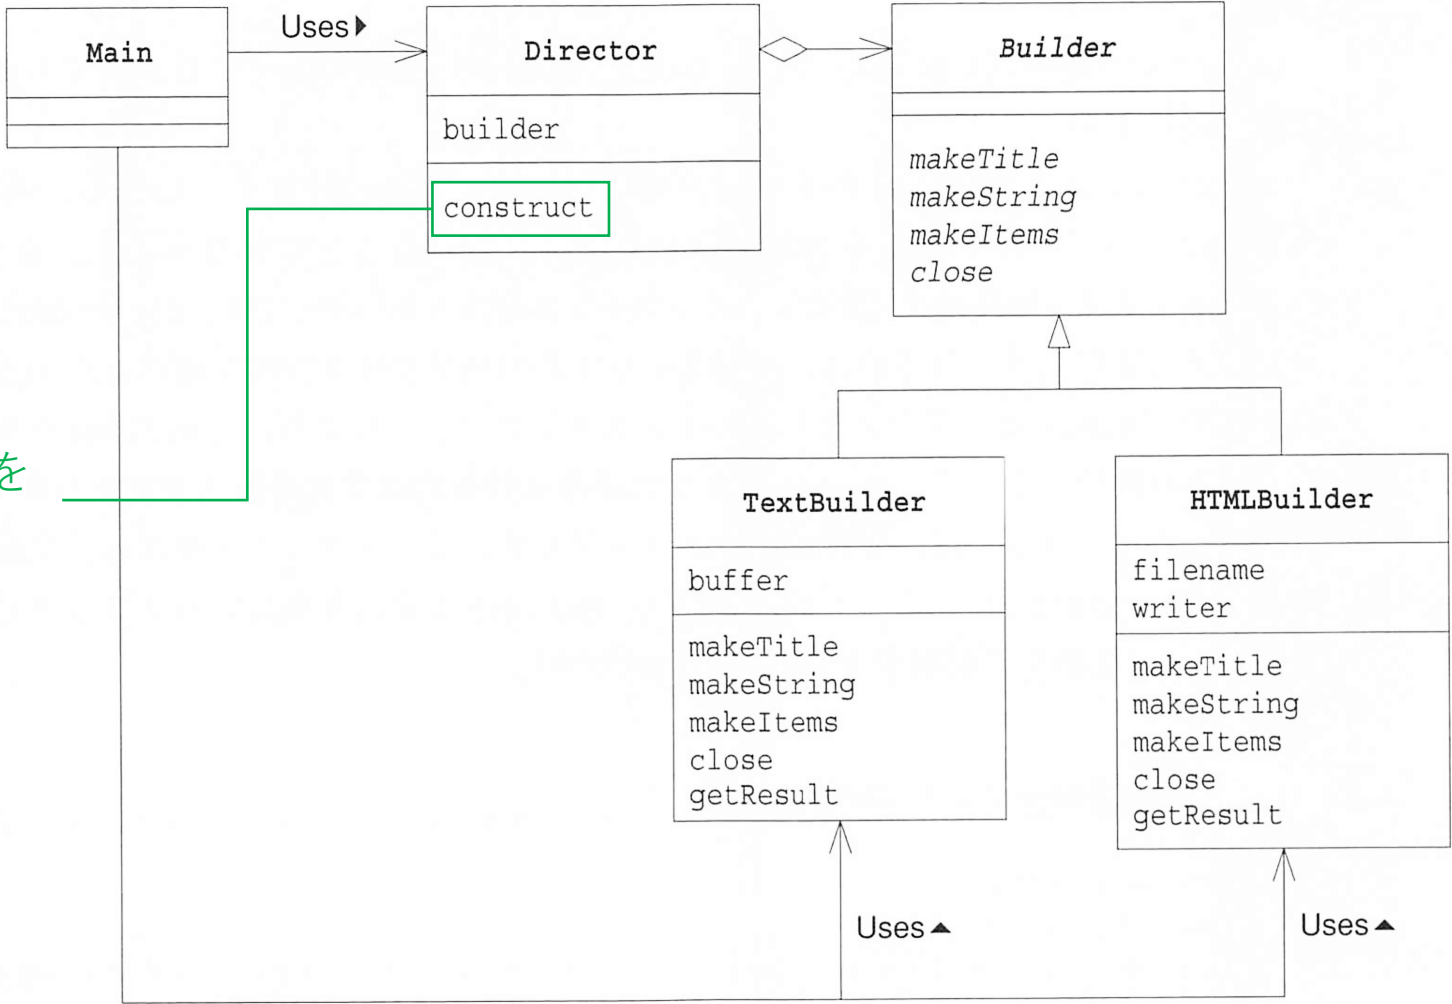 Main
Uses
Director
builder
construct
Builder
makeTitle
makeString
makeItems
close
を
TextBuilder
buffer
makeTitle
makeString
makeItems
close
getResult
HTMLBuilder
filename
writer
makeTitle
makeString
makeItems
close
getResult
Uses
Uses